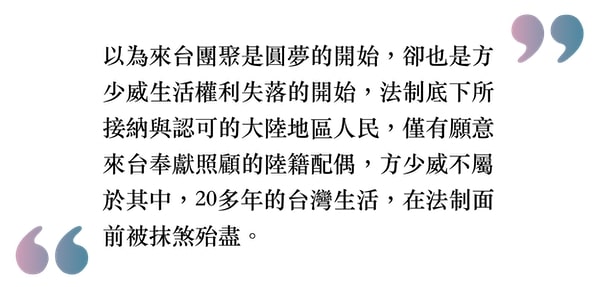 以為來台團聚是圓夢的開始，卻也是方
少威生活權利失落的開始，法制底下所
接納與認可的大陸地區人民，僅有願意
來台奉獻照顧的陸籍配偶，方少威不屬
於其中，20多年的台灣生活，在法制面
前被抹煞殆盡。